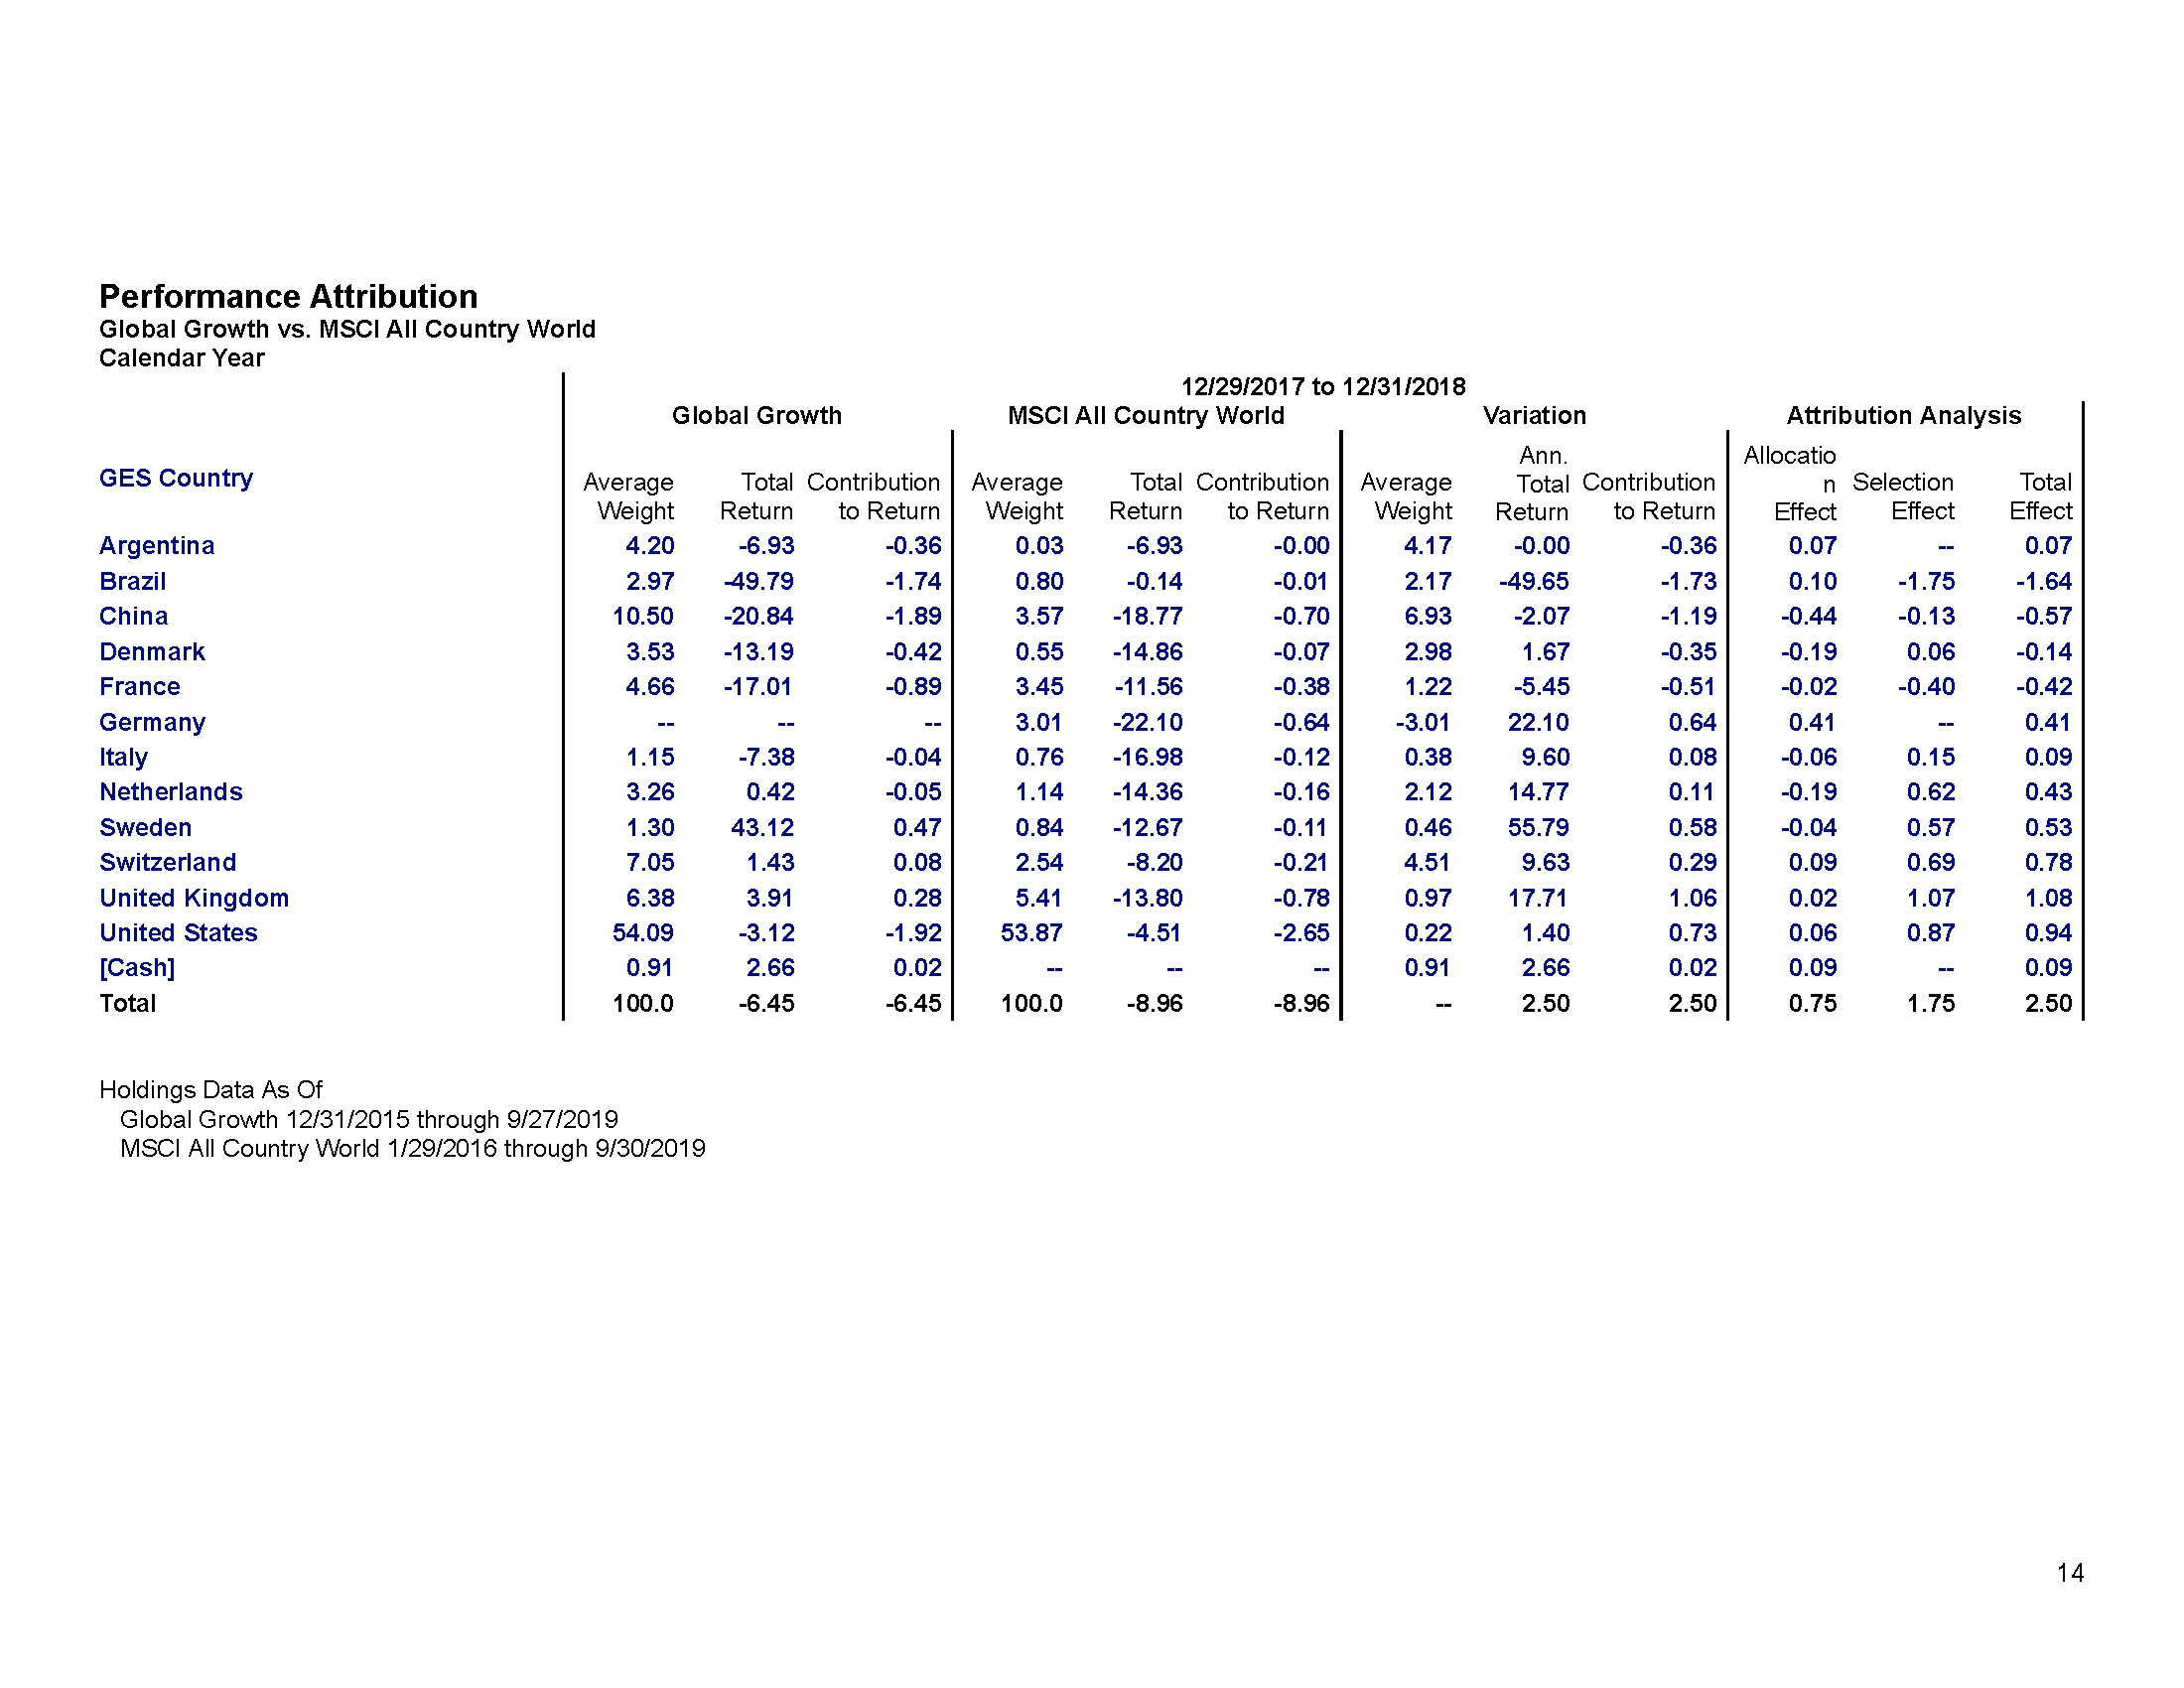 Performance Attribution
Global Growth vs. MSCI All Country World
Calendar Year
12/29/2017 to 12/31/2018
Global Growth MSCI All Country World Variation Attribution Analysis
GES Country Average Weight Total Return Contribution to Return Average Weight Total Return Contribution to Return Average Weight Ann. Total Return Contribution to Return Allocatio n Effect Selection Effect Total Effect
Argentina 4.20 -6.93 -0.36 0.03 -6.93 -0.00 4.17 -0.00 -0.36 0.07 -- 0.07
Brazil 2.97 -49.79 -1.74 0.80 -0.14 -0.01 2.17 -49.65 -1.73 0.10 -1.75 -1.64
China 10.50 -20.84 -1.89 3.57 -18.77 -0.70 6.93 -2.07 -1.19 -0.44 -0.13 -0.57
Denmark 3.53 -13.19 -0.42 0.55 -14.86 -0.07 2.98 1.67 -0.35 -0.19 0.06 -0.14
France 4.66 -17.01 -0.89 3.45 -11.56 -0.38 1.22 -5.45 -0.51 -0.02 -0.40 -0.42
Germany -- -- -- 3.01 -22.10 -0.64 -3.01 22.10 0.64 0.41 -- 0.41
Italy 1.15 -7.38 -0.04 0.76 -16.98 -0.12 0.38 9.60 0.08 -0.06 0.15 0.09
Netherlands 3.26 0.42 -0.05 1.14 -14.36 -0.16 2.12 14.77 0.11 -0.19 0.62 0.43
Sweden 1.30 43.12 0.47 0.84 -12.67 -0.11 0.46 55.79 0.58 -0.04 0.57 0.53
Switzerland 7.05 1.43 0.08 2.54 -8.20 -0.21 4.51 9.63 0.29 0.09 0.69 0.78
United Kingdom 6.38 3.91 0.28 5.41 -13.80 -0.78 0.97 17.71 1.06 0.02 1.07 1.08
United States 54.09 -3.12 -1.92 53.87 -4.51 -2.65 0.22 1.40 0.73 0.06 0.87 0.94
[Cash] 0.91 2.66 0.02 -- -- -- 0.91 2.66 0.02 0.09 -- 0.09
Total 100.0 -6.45 -6.45 100.0 -8.96 -8.96 -- 2.50 2.50 0.75 1.75 2.50
Holdings Data As Of
Global Growth 12/31/2015 through 9/27/2019
MSCI All Country World 1/29/2016 through 9/30/2019
14